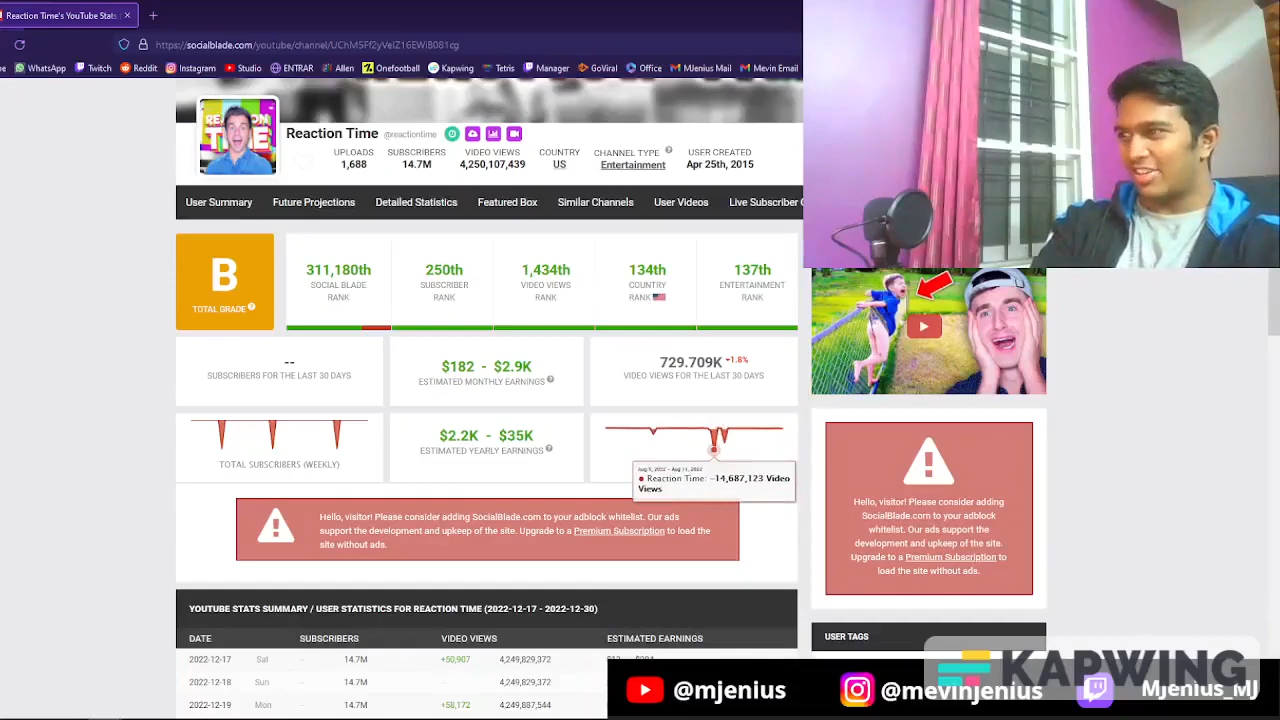 Reaction Time's YouTube Stats
https://socialblade.com/youtube/channel/UChM5Ff2yVeIZ16EWiB081cg
WhatsApp Twitch Reddit Instagram Studio ENTRAR Allen Onefootball Kapwing Tetris Manager GoViral Office MJenius Mail Mevin Email
REACTION TIME
Reaction Time @reactiontime
UPLOADS SUBSCRIBERS VIDEO VIEWS COUNTRY CHANNEL TYPE USER CREATED
1,688 14.7M 4,250,107,439 US Entertainment Apr 25th, 2015
User Summary Future Projections Detailed Statistics Featured Box Similar Channels User Videos Live Subscriber C
B
TOTAL GRADE
311,180th 250th 1,434th 134th 137th
SOCIAL BLADE SUBSCRIBER VIDEO VIEWS COUNTRY ENTERTAINMENT
RANK RANK RANK RANK RANK
-- $182 - $2.9K 729.709K -1.8%
SUBSCRIBERS FOR THE LAST 30 DAYS ESTIMATED MONTHLY EARNINGS VIDEO VIEWS FOR THE LAST 30 DAYS
$2.2K - $35K
TOTAL SUBSCRIBERS (WEEKLY) ESTIMATED YEARLY EARNINGS
Aug 5, 2022 - Aug 11, 2022
Reaction Time: −14,687,123 Video
Views
Hello, visitor! Please consider adding SocialBlade.com to your adblock whitelist. Our ads
support the development and upkeep of the site. Upgrade to a Premium Subscription to load the
site without ads.
Hello, visitor! Please consider adding
SocialBlade.com to your adblock
whitelist. Our ads support the
development and upkeep of the site.
Upgrade to a Premium Subscription to
load the site without ads.
YOUTUBE STATS SUMMARY / USER STATISTICS FOR REACTION TIME (2022-12-17 - 2022-12-30)
DATE SUBSCRIBERS VIDEO VIEWS ESTIMATED EARNINGS
2022-12-17 Sat 14.7M -- +50,907 4,249,829,372
2022-12-18 Sun 14.7M -- -- 4,249,829,372
2022-12-19 Mon 14.7M -- +58,172 4,249,887,544
USER TAGS
KAPWING
@mjenius @mevinjenius Mjenius_MJ